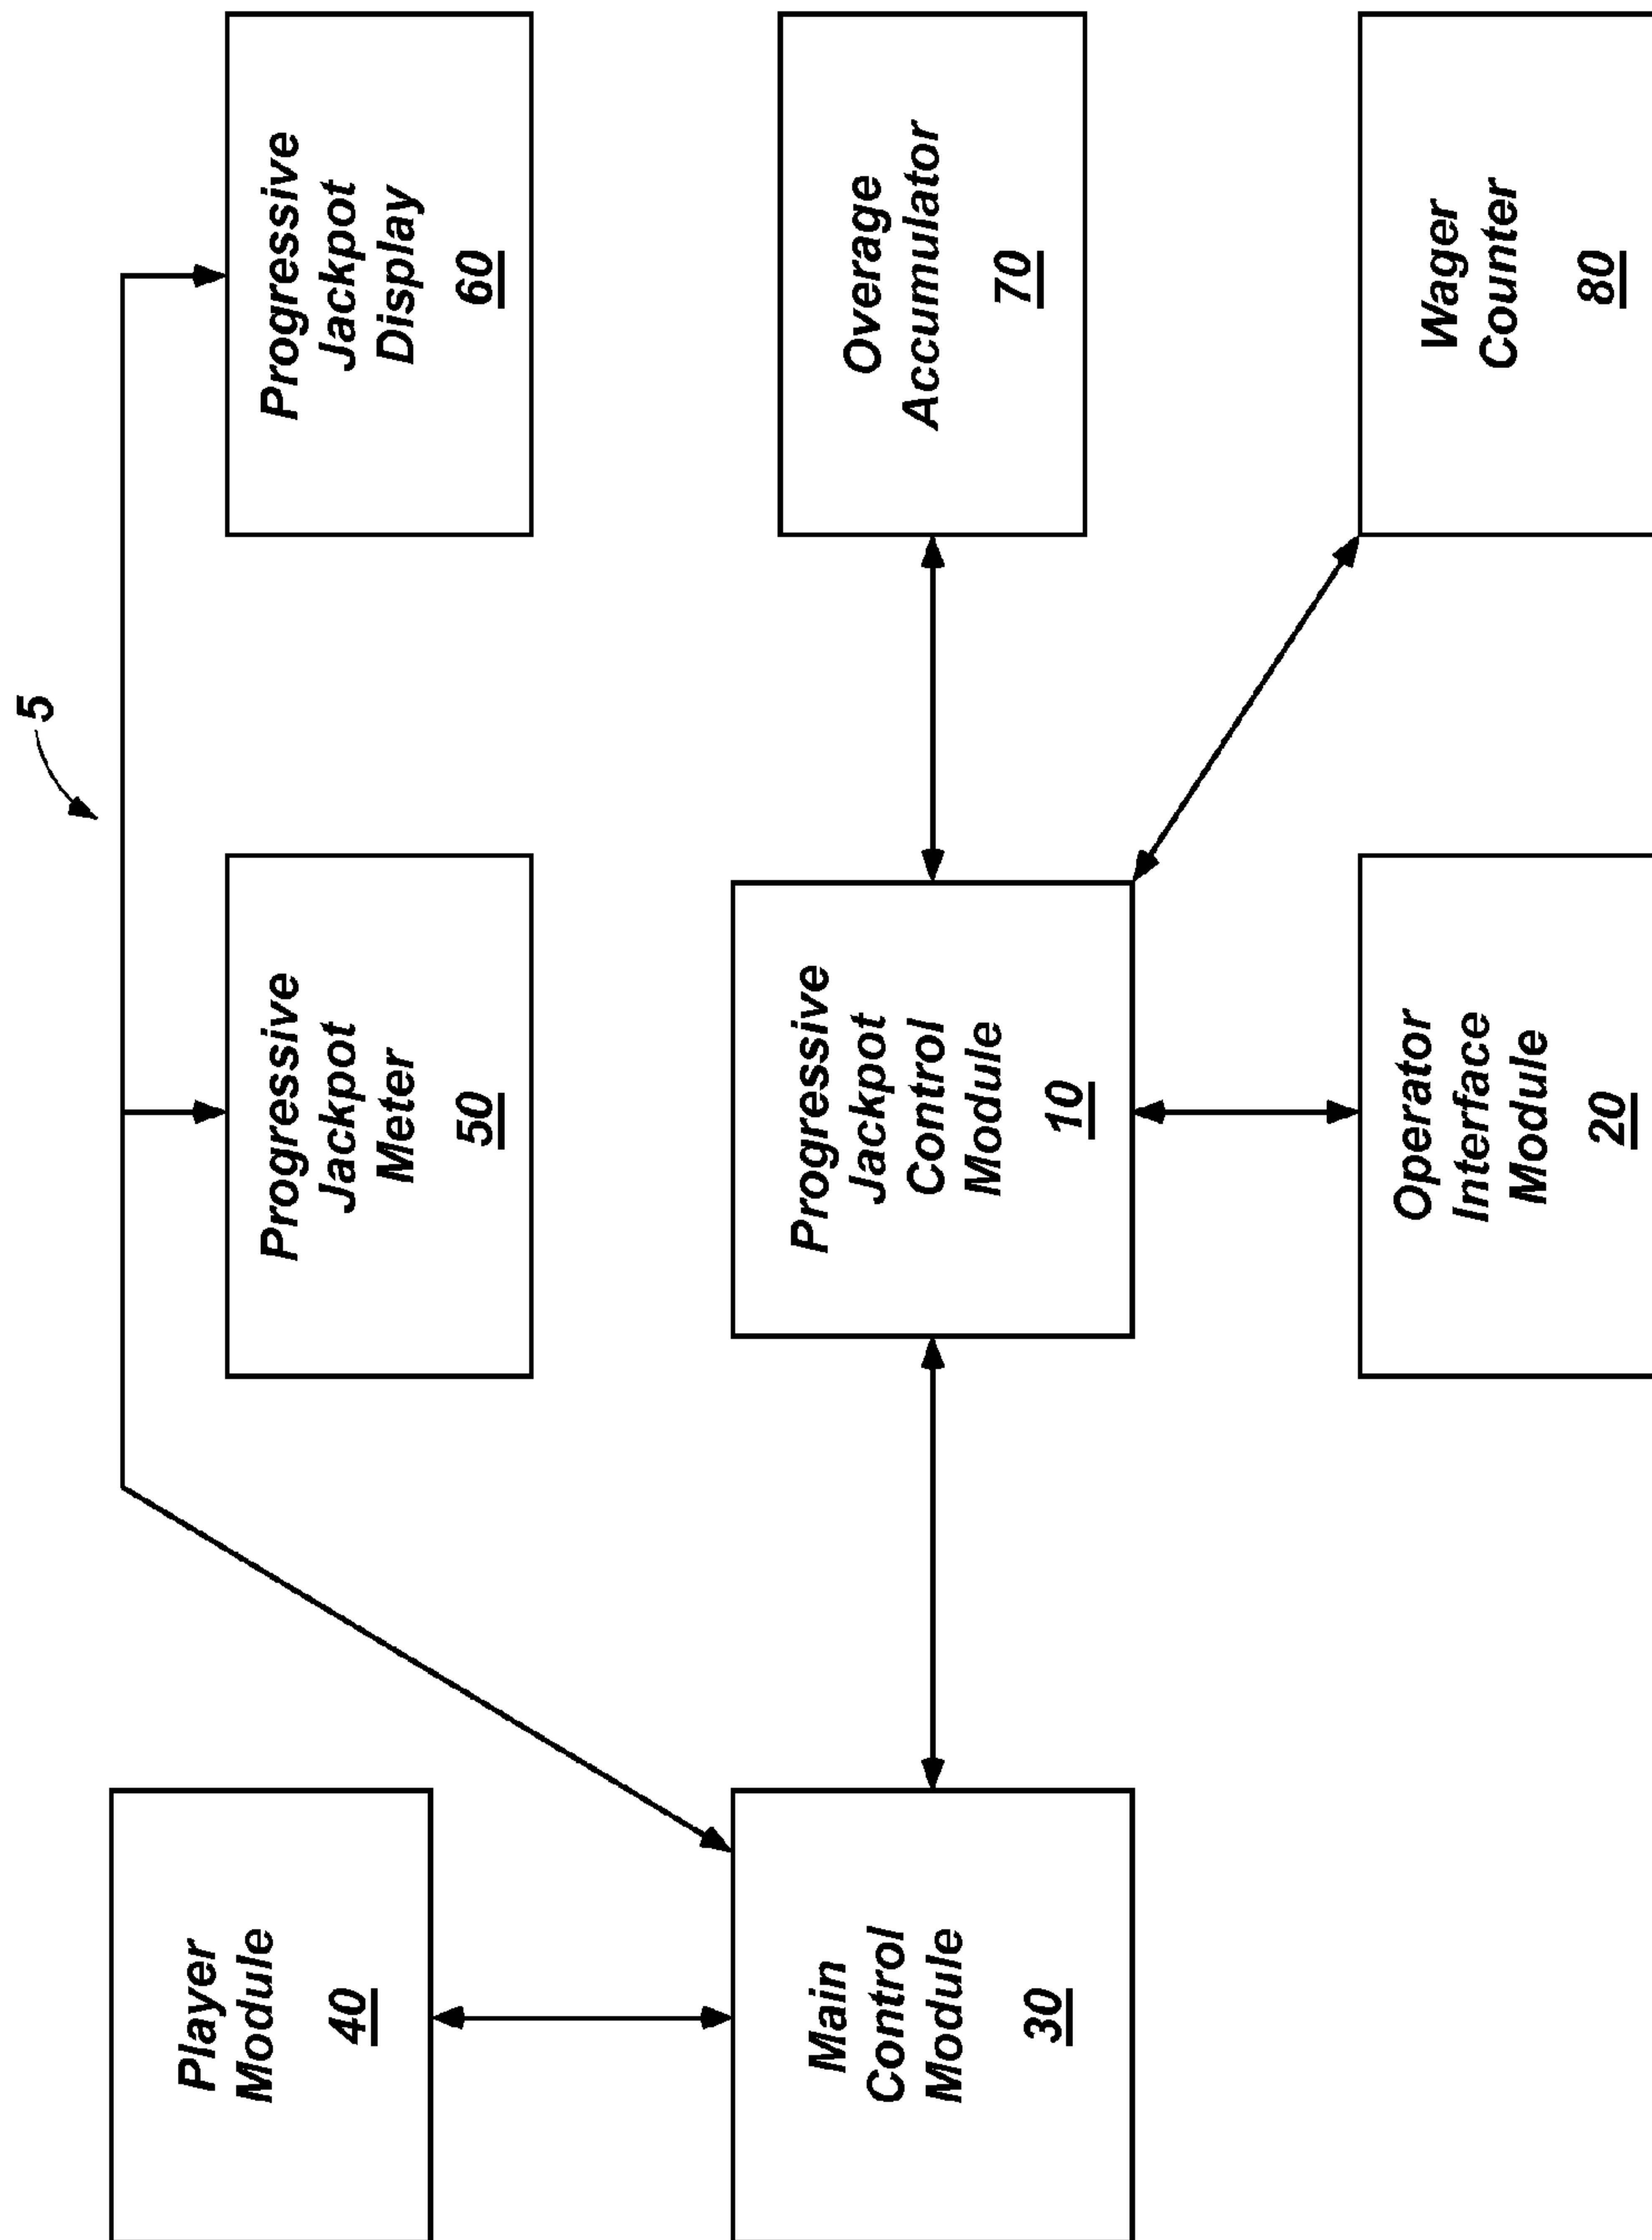 5
Player
Module
40
Progressive
Jackpot
Meter
50
Progressive
Jackpot
Display
60
Main
Control
Module
30
Progressive
Jackpot
Control
Module
10
Overage
Accumulator
70
Operator
Interface
Module
20
Wager
Counter
80